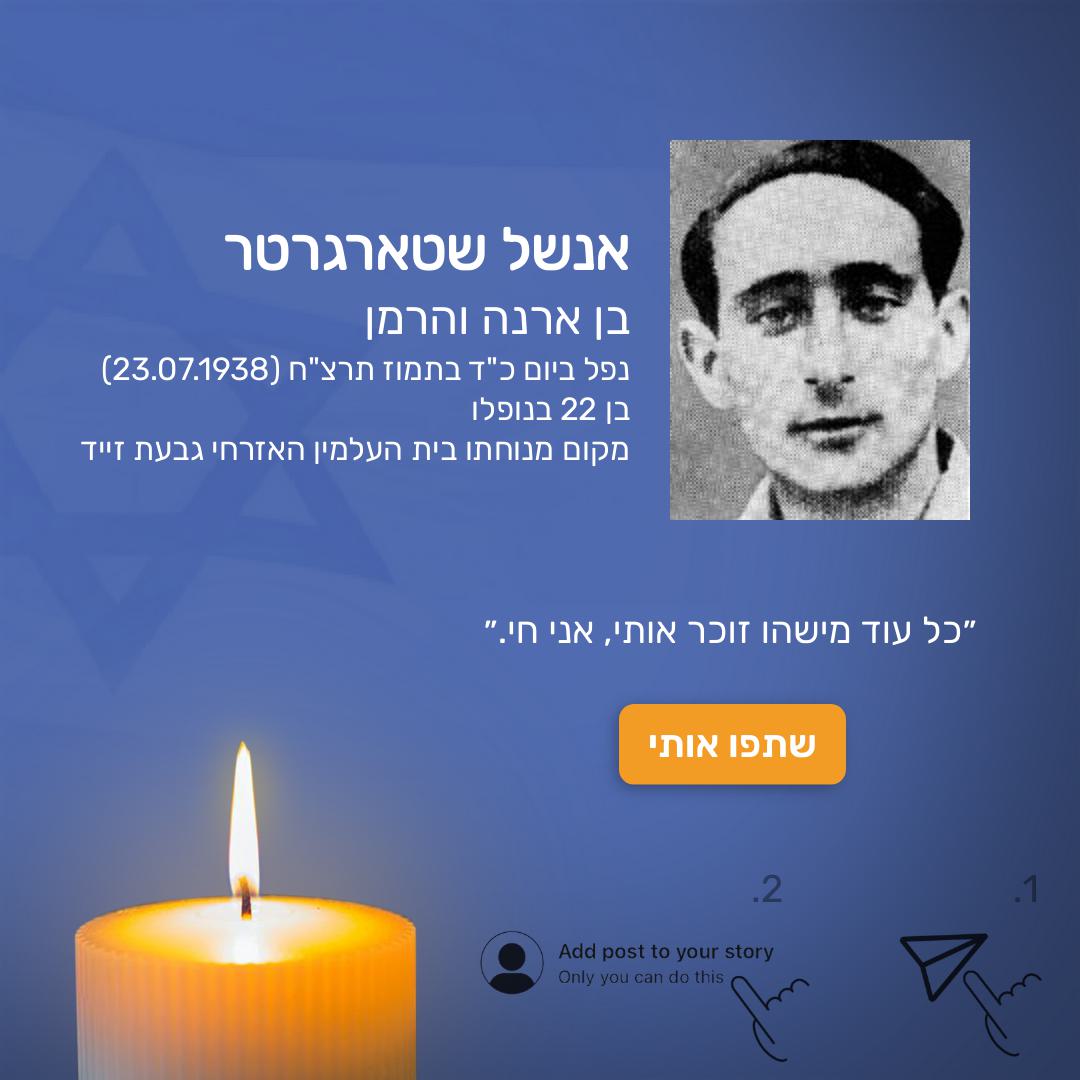 אנשל שטארגרטר
בן ארנה והרמן
נפל ביום כ"ד בתמוז תרצ"ח (23.07.1938)
בן 22 בנופלו
מקום מנוחתו בית העלמין האזרחי גבעת זייד
״כל עוד מישהו זוכר אותי, אני חי.״
שתפו אותי
.1
.2
Add post to your story
Only you can do this